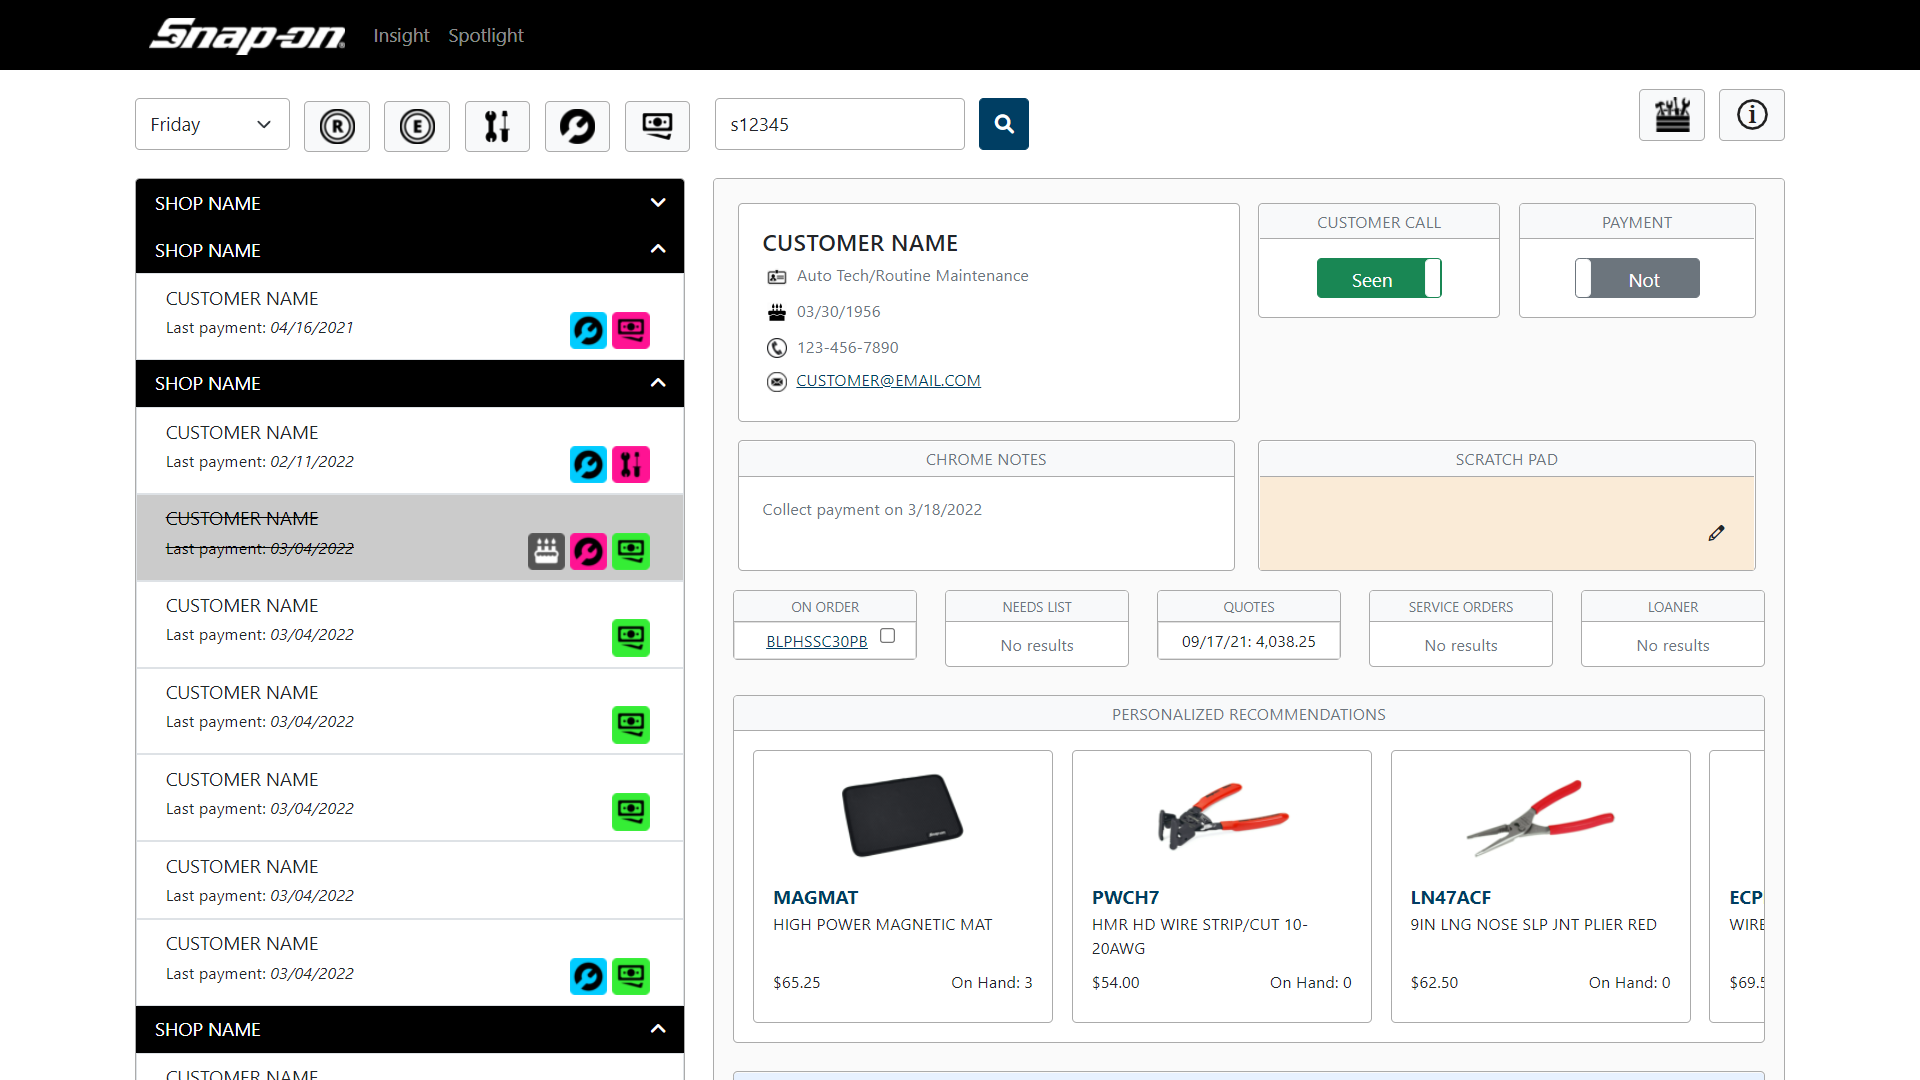 Snap-on Insight Spotlight
Friday
R
E
s12345
SHOP NAME
SHOP NAME
CUSTOMER NAME
Last payment: 04/16/2021
SHOP NAME
CUSTOMER NAME
Last payment: 02/11/2022
CUSTOMER NAME
Last payment: 03/04/2022
CUSTOMER NAME
Last payment: 03/04/2022
CUSTOMER NAME
Last payment: 03/04/2022
CUSTOMER NAME
Last payment: 03/04/2022
CUSTOMER NAME
Last payment: 03/04/2022
CUSTOMER NAME
Last payment: 03/04/2022
SHOP NAME
CUSTOMER NAME
CUSTOMER NAME
Auto Tech/Routine Maintenance
03/30/1956
123-456-7890
CUSTOMER@EMAIL.COM
CUSTOMER CALL
Seen
PAYMENT
Not
CHROME NOTES
Collect payment on 3/18/2022
SCRATCH PAD
ON ORDER
BLPHSSC30PB
NEEDS LIST
No results
QUOTES
09/17/21: 4,038.25
SERVICE ORDERS
No results
LOANER
No results
PERSONALIZED RECOMMENDATIONS
Snap-on
MAGMAT
HIGH POWER MAGNETIC MAT
$65.25 On Hand: 3
PWCH7
HMR HD WIRE STRIP/CUT 10-
20AWG
$54.00 On Hand: 0
LN47ACF
9IN LNG NOSE SLP JNT PLIER RED
$62.50 On Hand: 0
ECP
WIRE
$69.5